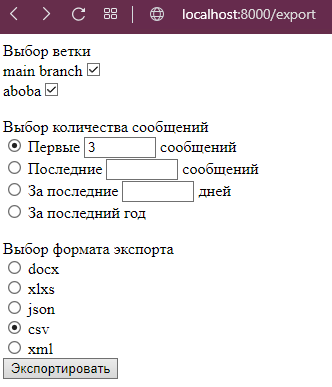 localhost:8000/export
Выбор ветки
main branch
aboba
Выбор количества сообщений
Первые 3 сообщений
Последние сообщений
За последние дней
За последний год
Выбор формата экспорта
docx
xlxs
json
csv
xml
Экспортировать